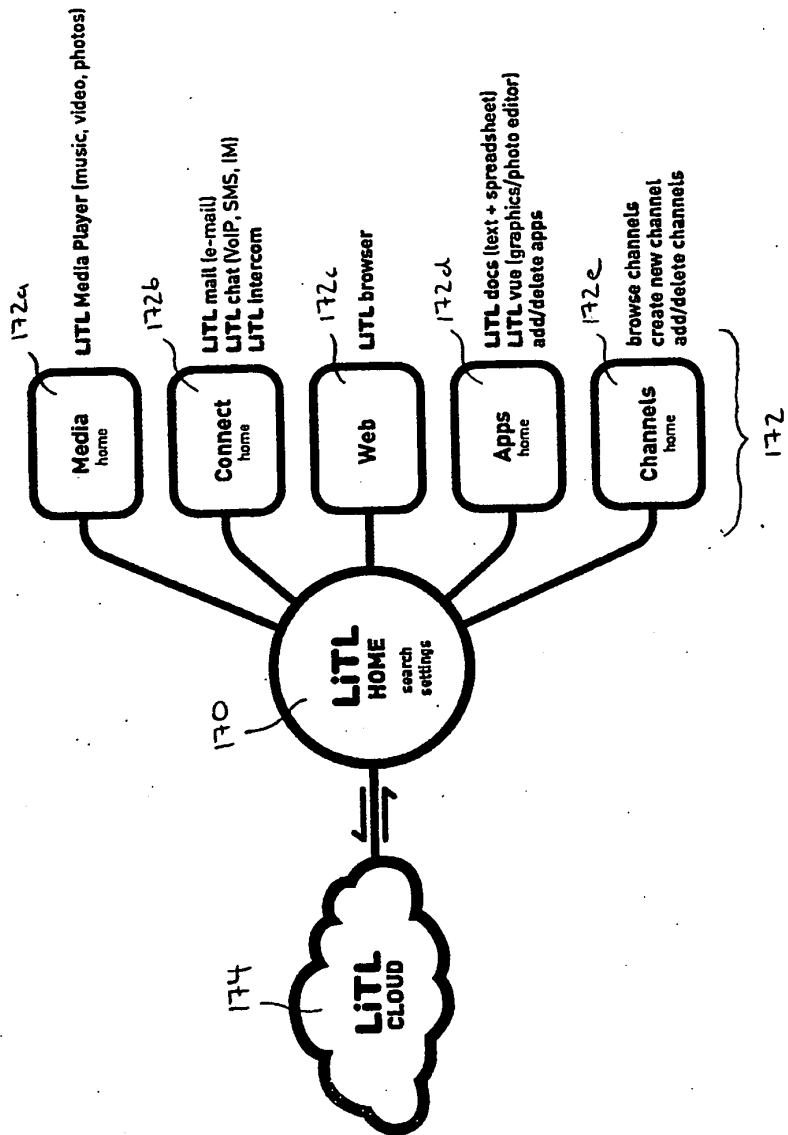 174
LiTL
CLOUD
170
LiTL
HOME
search
settings
172a
Media
home
LiTL Media Player (music, video, photos)
172b
Connect
home
LiTL mail (e-mail)
LiTL chat (VoIP, SMS, IM)
LiTL Intercom
172c
Web
LiTL browser
172d
Apps
home
LiTL docs (text + spreadsheet)
LiTL vue (graphics/photo editor)
add/delete apps
172e
Channels
home
browse channels
create new channel
add/delete channels
172